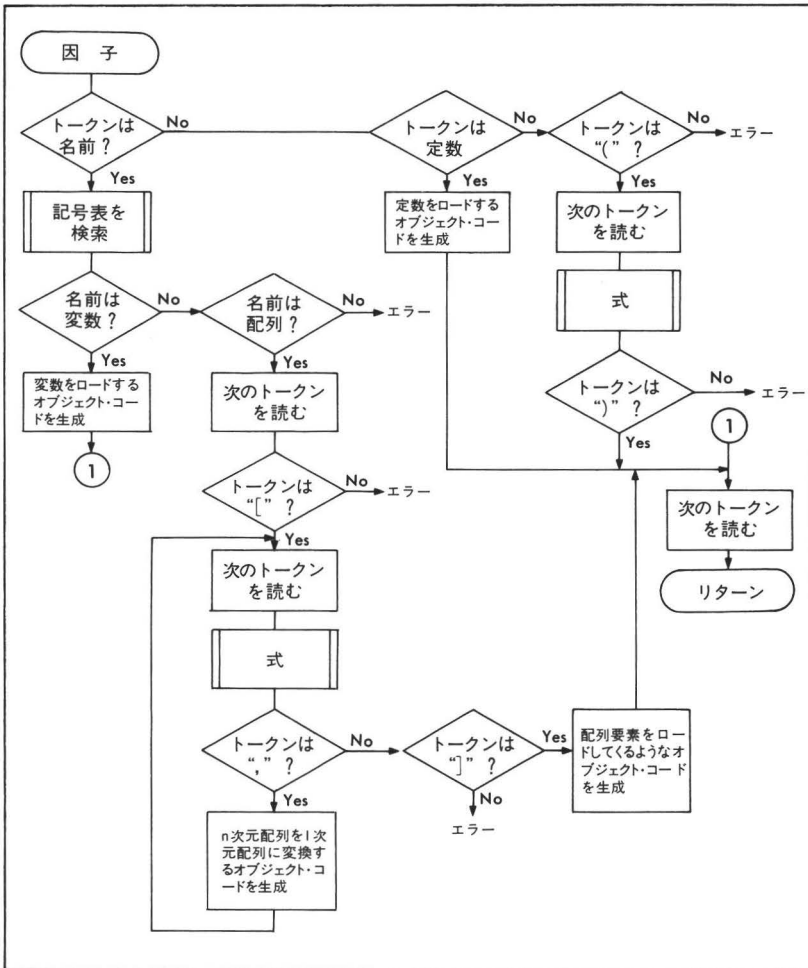 因 子
トークンは
名前？
No
Yes
記号表を
検索
名前は
変数？
No
Yes
変数をロードする
オブジェクト・コー
ドを生成
1
名前は
配列？
No
エラー
Yes
次のトークン
を読む
トークンは
“[” ？
No
エラー
Yes
次のトークン
を読む
式
トークンは
“,” ？
No
Yes
n次元配列を1次
元配列に変換す
るオブジェクト・コ
ードを生成
トークンは
“]” ？
Yes
No
エラー
配列要素をロー
ドしてくるようなオ
ブジェクト・コード
を生成
トークンは
定数
No
Yes
定数をロードする
オブジェクト・コー
ドを生成
トークンは
“(” ？
No
エラー
Yes
次のトークン
を読む
式
トークンは
“)” ？
No
エラー
Yes
1
次のトークン
を読む
リターン